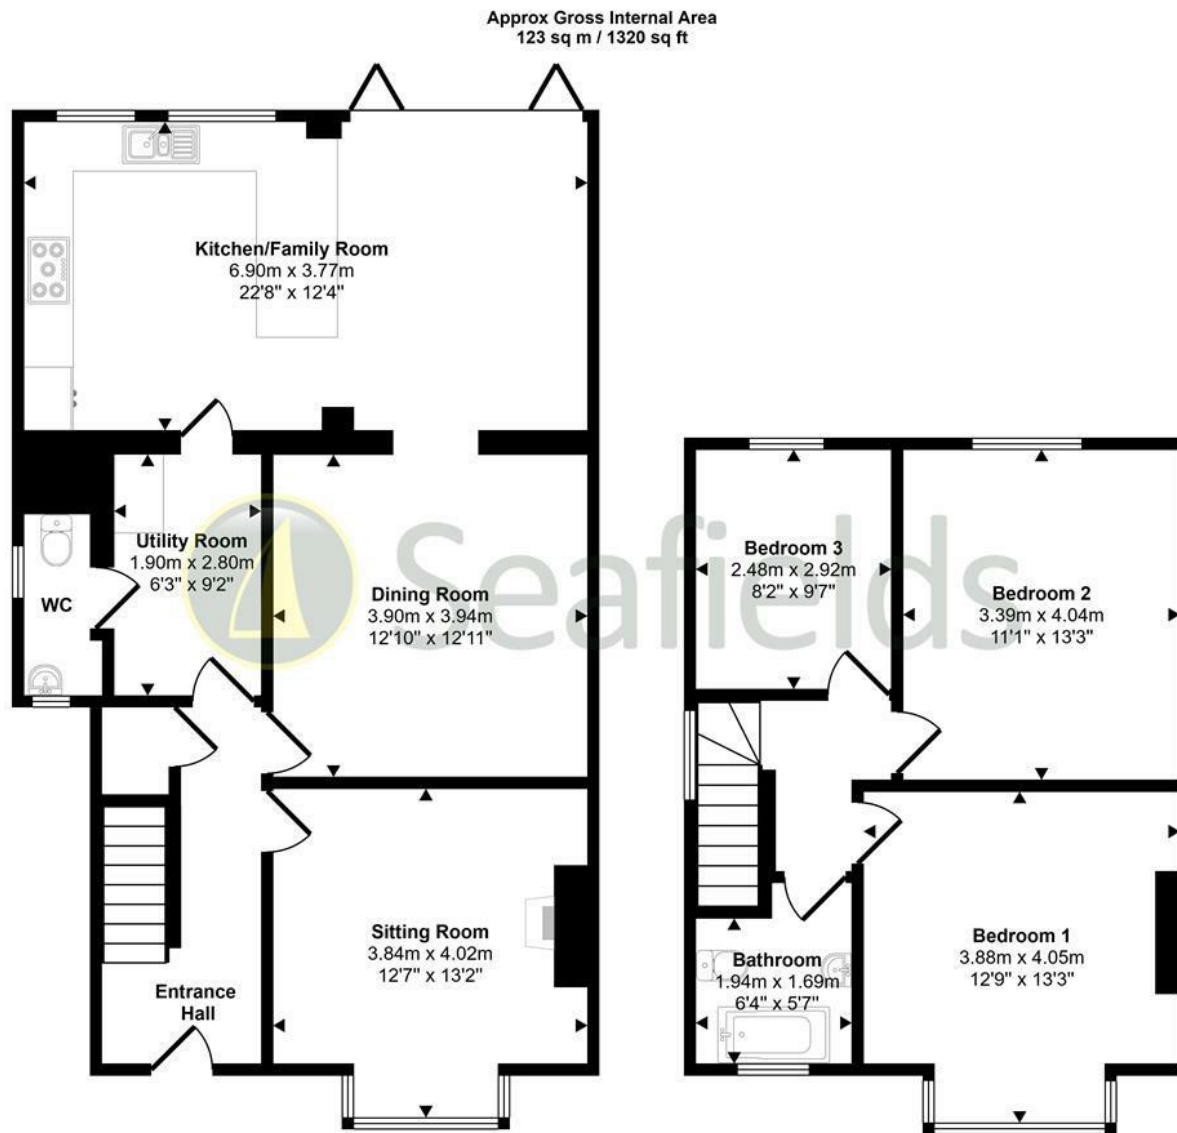 Approx Gross Internal Area
123 sq m / 1320 sq ft
Kitchen/Family Room
6.90m x 3.77m
22'8" x 12'4"
Utility Room
1.90m x 2.80m
6'3" x 9'2"
WC
Dining Room
3.90m x 3.94m
12'10" x 12'11"
Sitting Room
3.84m x 4.02m
12'7" x 13'2"
Entrance
Hall
Bedroom 3
2.48m x 2.92m
8'2" x 9'7"
Bedroom 2
3.39m x 4.04m
11'1" x 13'3"
Bathroom
1.94m x 1.69m
6'4" x 5'7"
Bedroom 1
3.88m x 4.05m
12'9" x 13'3"
Seafields